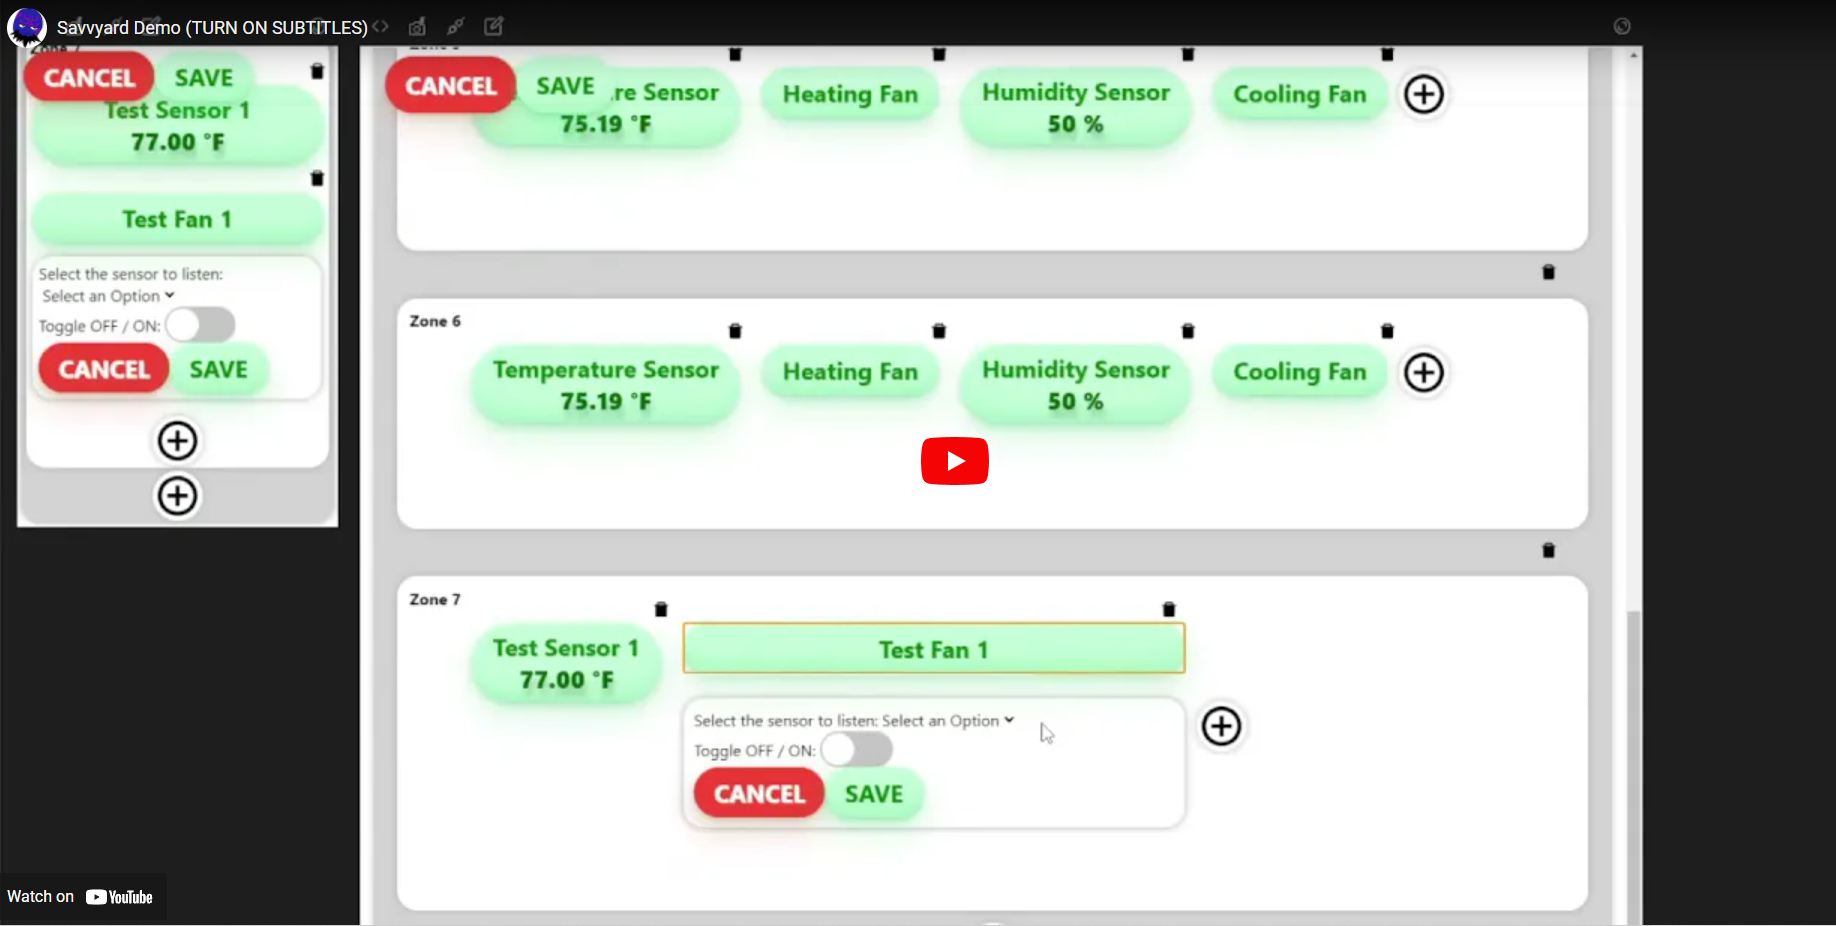 Savvyard Demo (TURN ON SUBTITLES)
Zone 7
CANCEL
SAVE
Test Sensor 1
77.00 °F
Test Fan 1
Select the sensor to listen:
Select an Option
Toggle OFF / ON:
CANCEL
SAVE
CANCEL
SAVE
re Sensor
75.19 °F
Heating Fan
Humidity Sensor
50 %
Cooling Fan
Zone 6
Temperature Sensor
75.19 °F
Heating Fan
Humidity Sensor
50 %
Cooling Fan
Zone 7
Test Sensor 1
77.00 °F
Test Fan 1
Select the sensor to listen: Select an Option
Toggle OFF / ON:
CANCEL
SAVE
Watch on YouTube